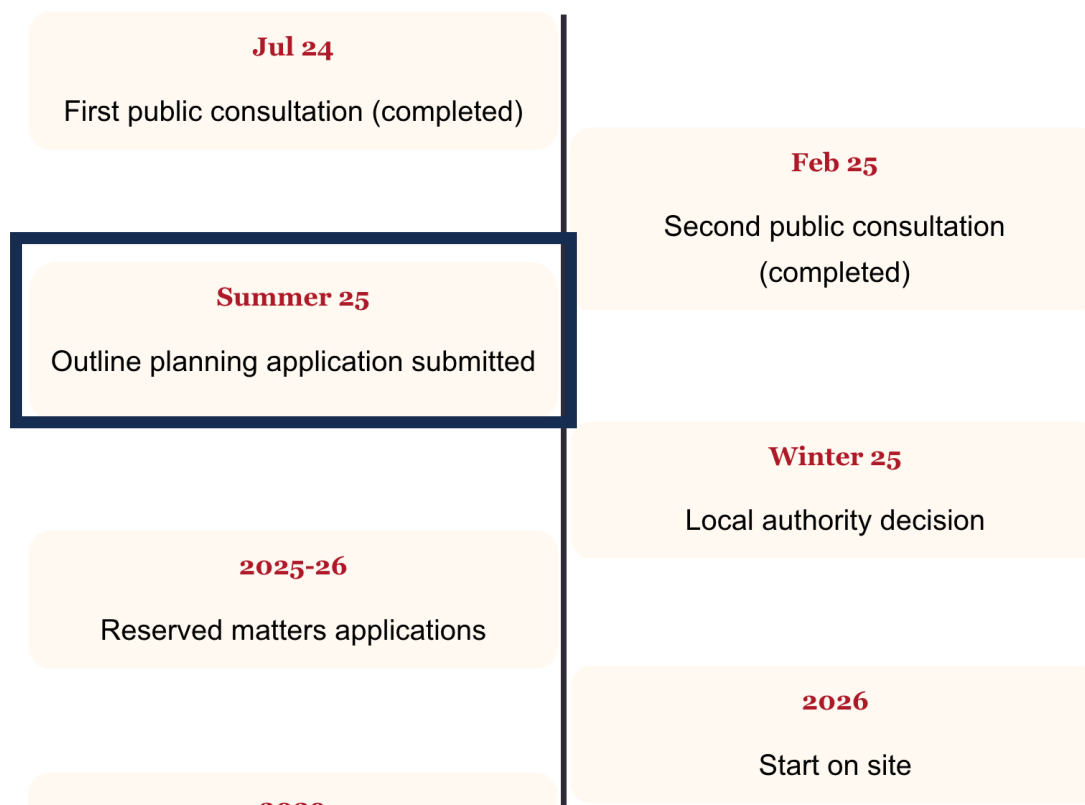 Jul 24
First public consultation (completed)
Feb 25
Second public consultation
(completed)
Summer 25
Outline planning application submitted
Winter 25
Local authority decision
2025-26
Reserved matters applications
2026
Start on site